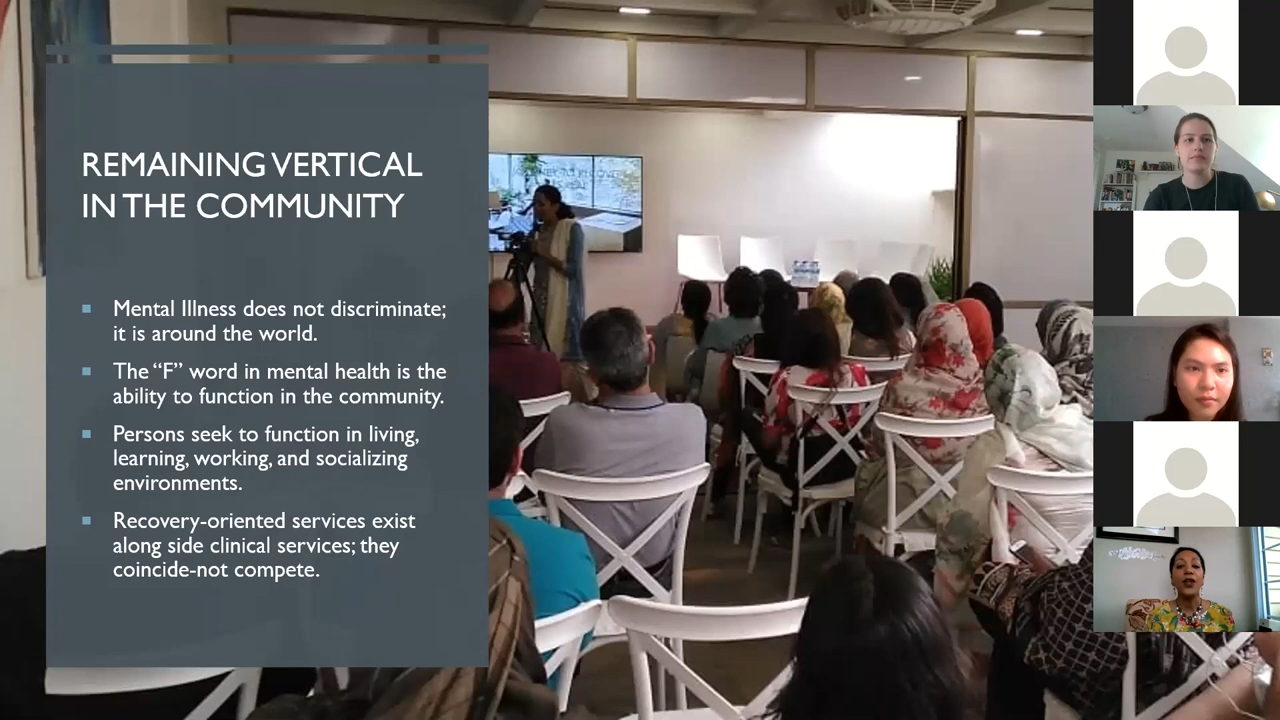 REMAINING VERTICAL
IN THE COMMUNITY
Mental Illness does not discriminate;
it is around the world.
The “F” word in mental health is the
ability to function in the community.
Persons seek to function in living,
learning, working, and socializing
environments.
Recovery-oriented services exist
along side clinical services; they
coincide-not compete.